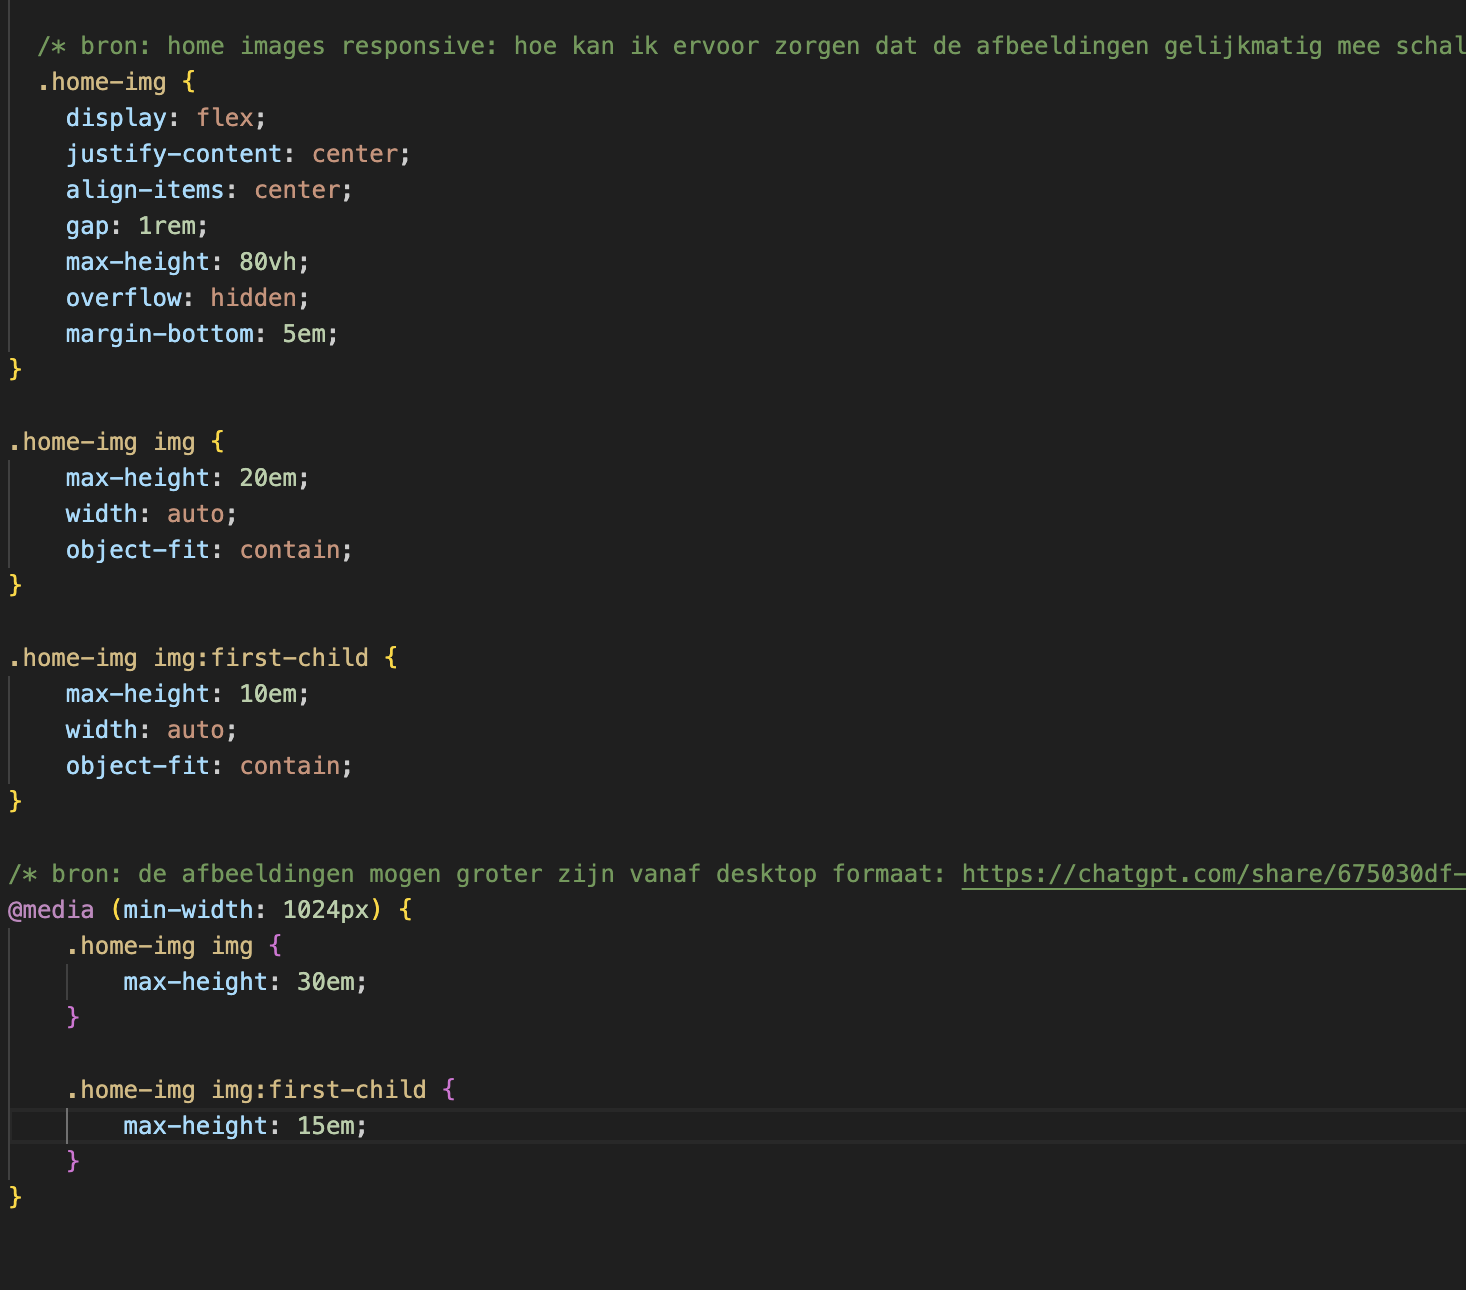 /* bron: home images responsive: hoe kan ik ervoor zorgen dat de afbeeldingen gelijkmatig mee schal
.home-img {
display: flex;
justify-content: center;
align-items: center;
gap: 1rem;
max-height: 80vh;
overflow: hidden;
margin-bottom: 5em;
}
.home-img img {
max-height: 20em;
width: auto;
object-fit: contain;
}
.home-img img:first-child {
max-height: 10em;
width: auto;
object-fit: contain;
}
/* bron: de afbeeldingen mogen groter zijn vanaf desktop formaat: https://chatgpt.com/share/675030df-
@media (min-width: 1024px) {
.home-img img {
max-height: 30em;
}
.home-img img:first-child {
max-height: 15em;
}
}